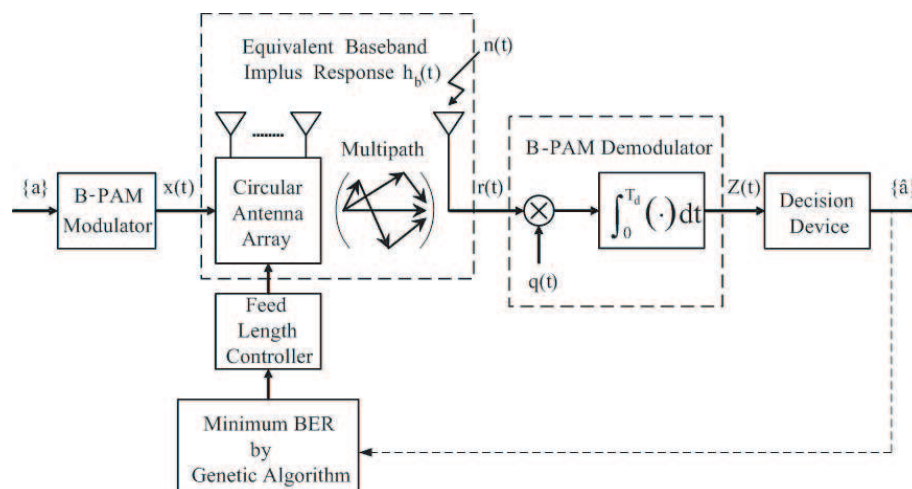 Equivalent Baseband
Implus Response h_b(t)
n(t)
{a}
B-PAM
Modulator
x(t)
Circular
Antenna
Array
Multipath
r(t)
B-PAM Demodulator
q(t)
∫_0^{T_d} (·) dt
Z(t)
Decision
Device
{â}
Feed
Length
Controller
Minimum BER
by
Genetic Algorithm